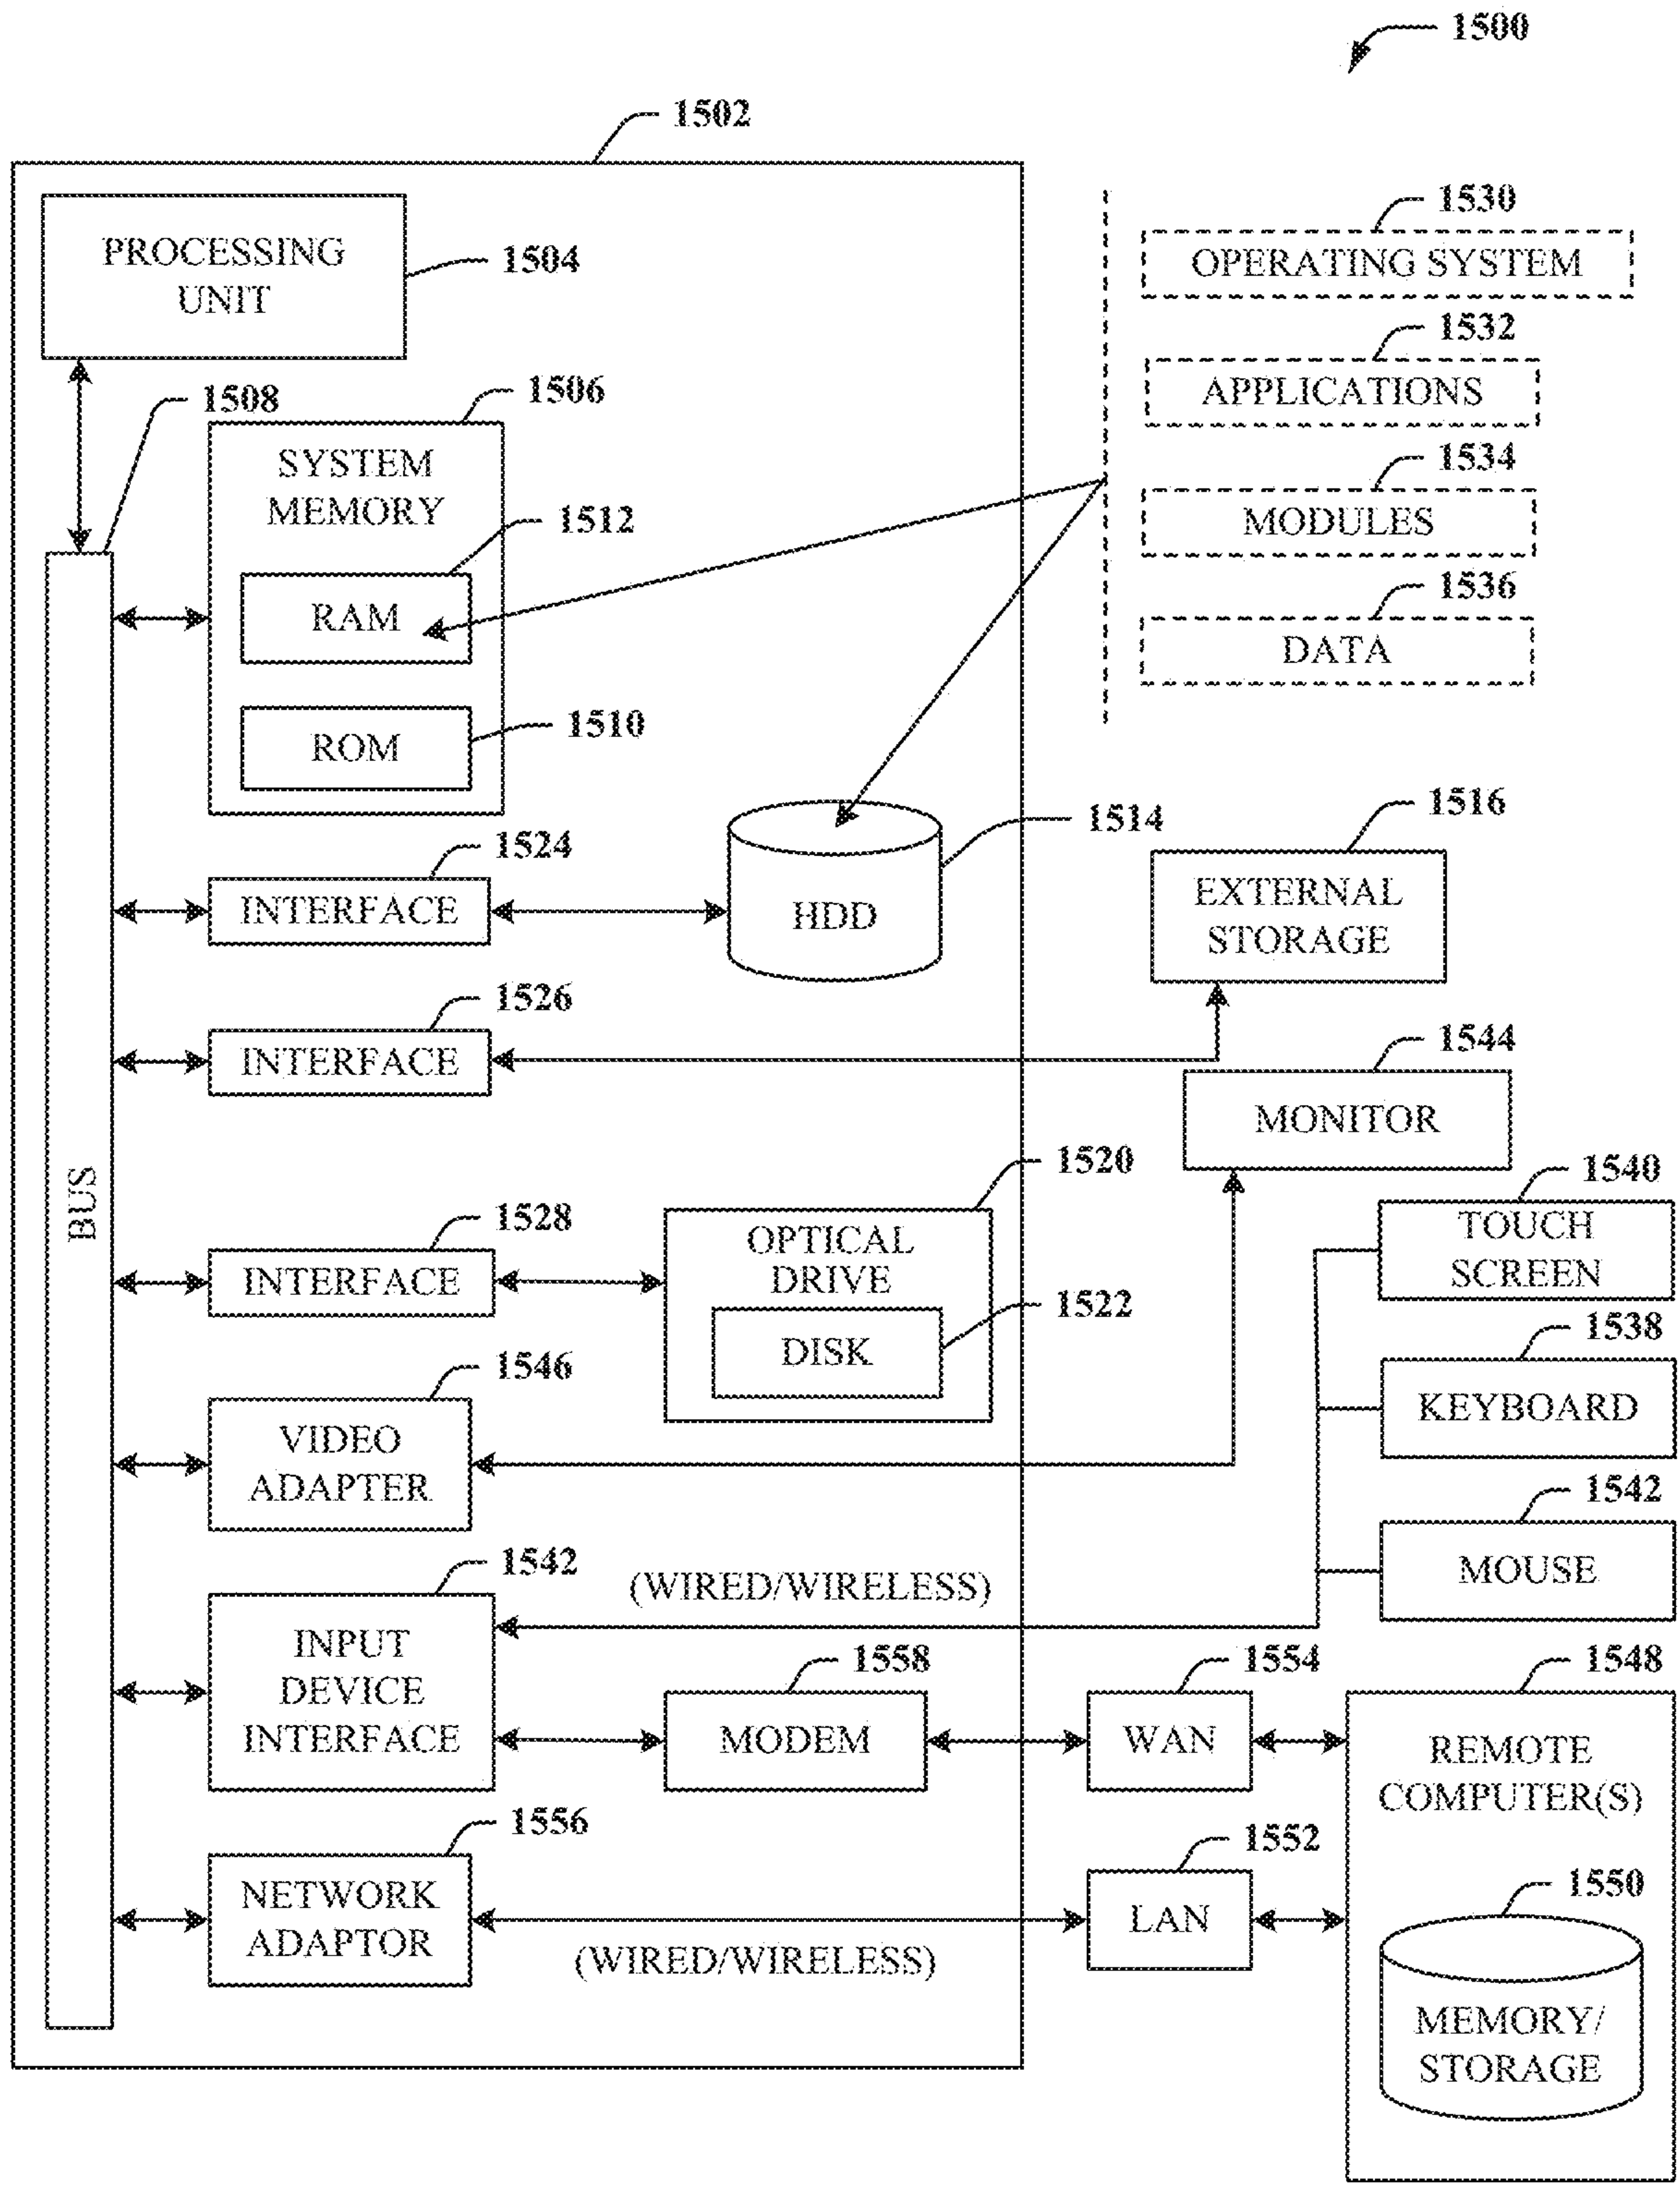 1500
1502
PROCESSING
UNIT
1504
1530
OPERATING SYSTEM
1532
APPLICATIONS
1534
MODULES
1536
DATA
1508
1506
SYSTEM
MEMORY
1512
RAM
1510
ROM
1524
INTERFACE
1514
HDD
1516
EXTERNAL
STORAGE
1526
INTERFACE
1544
MONITOR
BUS
1528
INTERFACE
1520
OPTICAL
DRIVE
1522
DISK
1540
TOUCH
SCREEN
1538
KEYBOARD
1542
MOUSE
1546
VIDEO
ADAPTER
1542
INPUT
DEVICE
INTERFACE
(WIRED/WIRELESS)
1558
MODEM
1554
WAN
1548
REMOTE
COMPUTER(S)
1556
NETWORK
ADAPTOR
(WIRED/WIRELESS)
1552
LAN
1550
MEMORY/
STORAGE